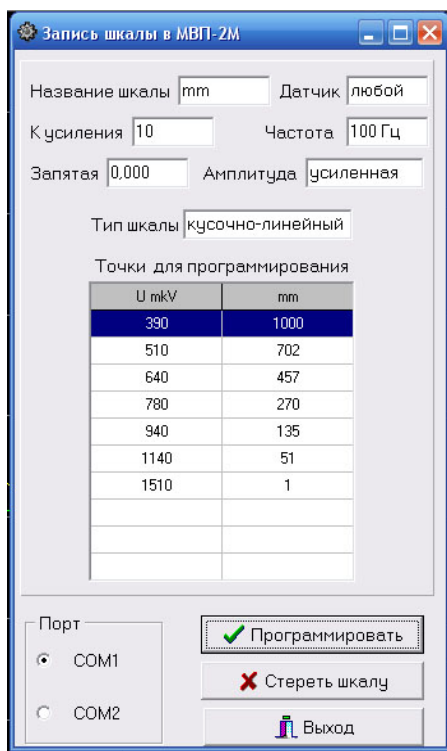 Запись шкалы в МВП-2М
Название шкалы mm Датчик любой
К усиления 10 Частота 100 Гц
Запятая 0,000 Амплитуда усиленная
Тип шкалы кусочно-линейный
Точки для программирования
U mkV mm
390 1000
510 702
640 457
780 270
940 135
1140 51
1510 1
Порт
COM1
COM2
Программировать
Стереть шкалу
Выход